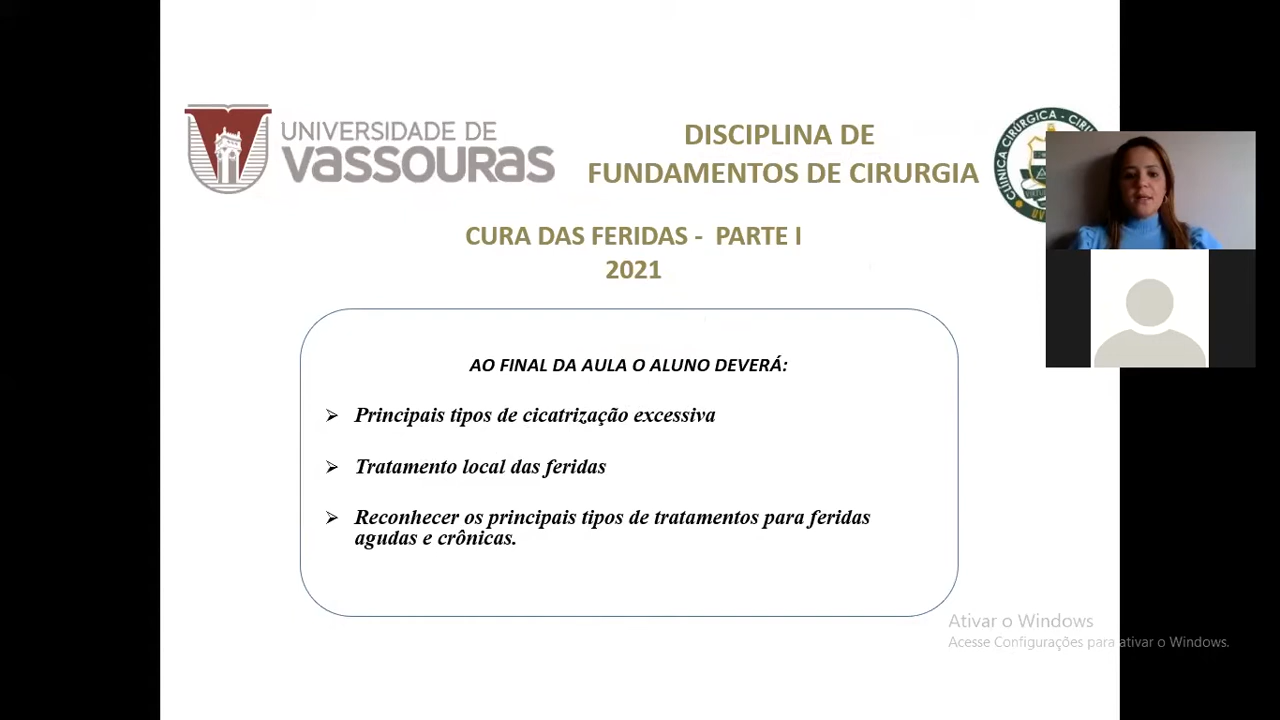 UNIVERSIDADE DE
VASSOURAS
DISCIPLINA DE
FUNDAMENTOS DE CIRURGIA
CLÍNICA CIRÚRGICA -
CURA DAS FERIDAS - PARTE I
2021
AO FINAL DA AULA O ALUNO DEVERÁ:
➢ Principais tipos de cicatrização excessiva
➢ Tratamento local das feridas
➢ Reconhecer os principais tipos de tratamentos para feridas
agudas e crônicas.
Ativar o Windows
Acesse Configurações para ativar o Windows.